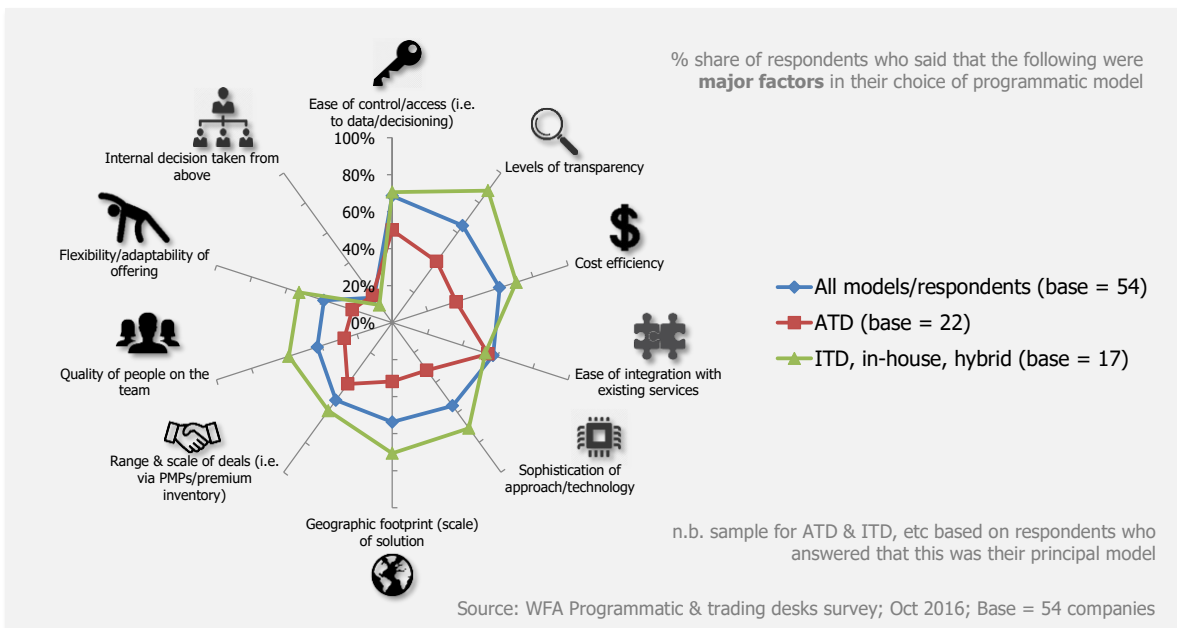 % share of respondents who said that the following were
major factors in their choice of programmatic model
Ease of control/access (i.e.
to data/decisioning)
Levels of transparency
Cost efficiency
Ease of integration with
existing services
Sophistication of
approach/technology
Geographic footprint (scale)
of solution
Range & scale of deals (i.e.
via PMPs/premium
inventory)
Quality of people on the
team
Flexibility/adaptability of
offering
Internal decision taken from
above
100%
80%
60%
40%
20%
0%
$
All models/respondents (base = 54)
ATD (base = 22)
ITD, in-house, hybrid (base = 17)
n.b. sample for ATD & ITD, etc based on respondents who
answered that this was their principal model
Source: WFA Programmatic & trading desks survey; Oct 2016; Base = 54 companies